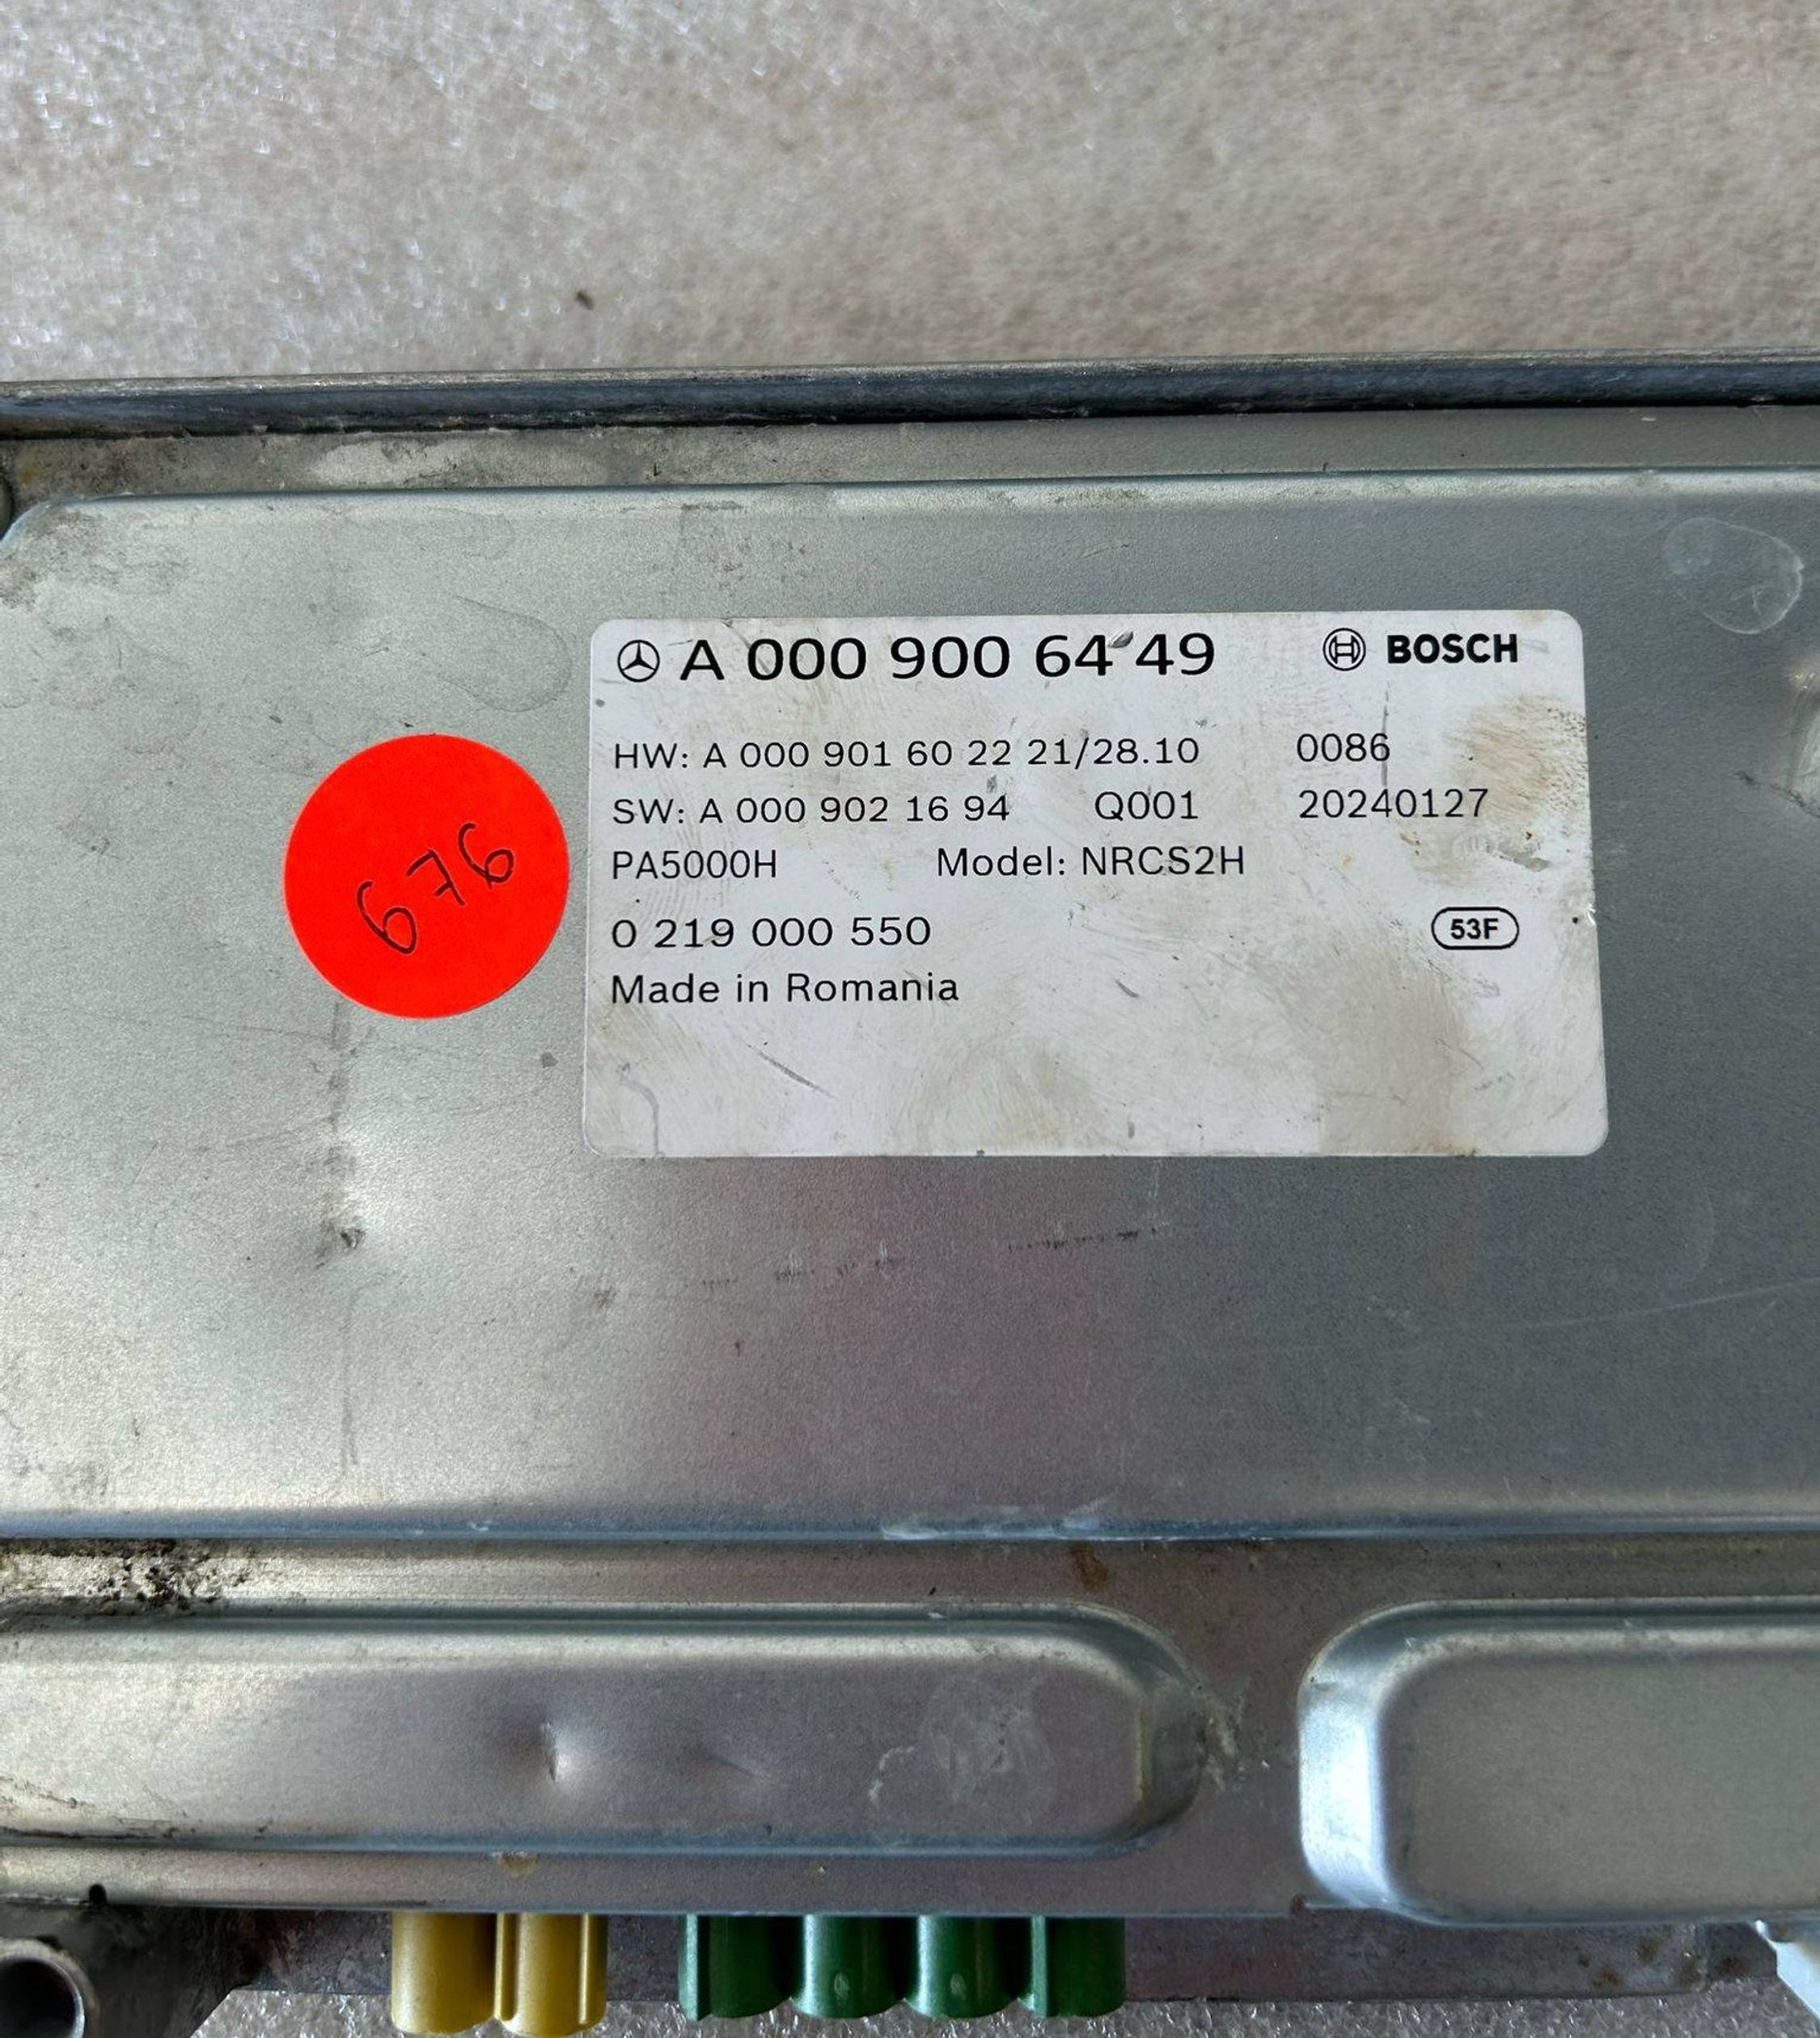 A 000 900 64 49 BOSCH
HW: A 000 901 60 22 21/28.10 0086
SW: A 000 902 16 94 Q001 20240127
PA5000H Model: NRCS2H
0 219 000 550 53F
Made in Romania
676